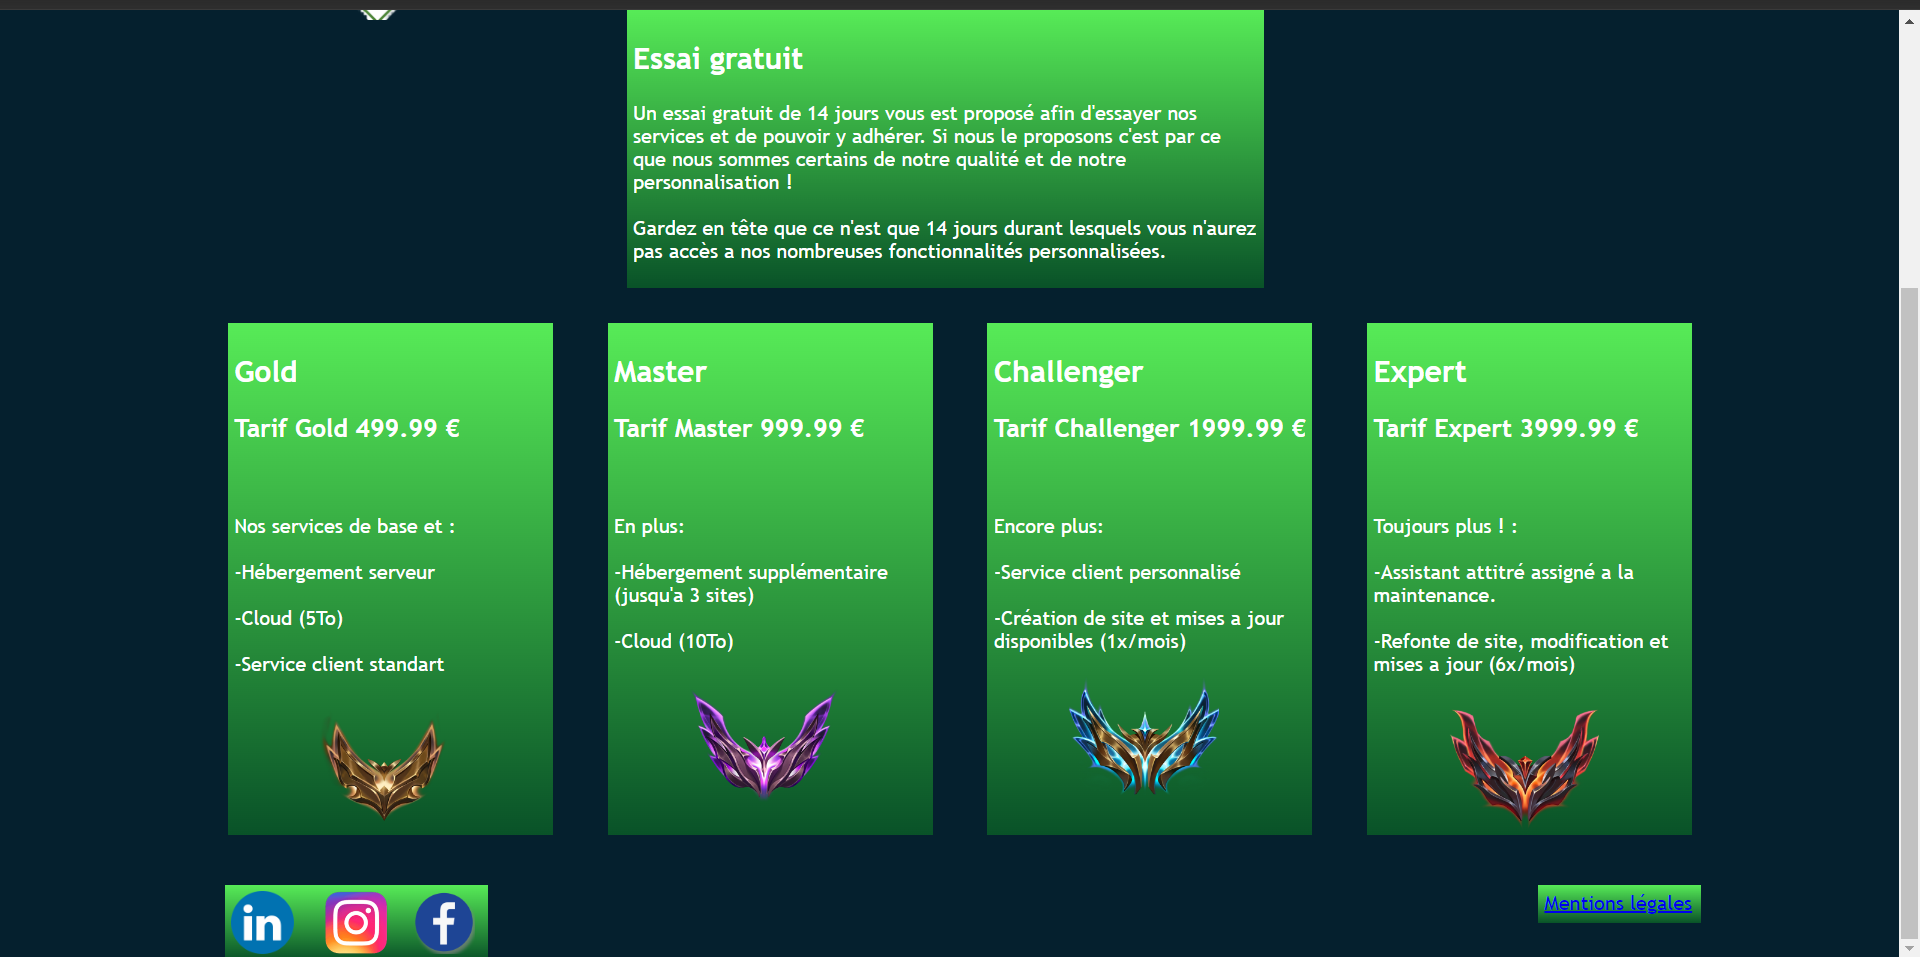 Essai gratuit
Un essai gratuit de 14 jours vous est proposé afin d'essayer nos
services et de pouvoir y adhérer. Si nous le proposons c'est par ce
que nous sommes certains de notre qualité et de notre
personnalisation !
Gardez en tête que ce n'est que 14 jours durant lesquels vous n'aurez
pas accès a nos nombreuses fonctionnalités personnalisées.
Gold
Tarif Gold 499.99 €
Nos services de base et :
-Hébergement serveur
-Cloud (5To)
-Service client standart
Master
Tarif Master 999.99 €
En plus:
-Hébergement supplémentaire
(jusqu'a 3 sites)
-Cloud (10To)
Challenger
Tarif Challenger 1999.99 €
Encore plus:
-Service client personnalisé
-Création de site et mises a jour
disponibles (1x/mois)
Expert
Tarif Expert 3999.99 €
Toujours plus ! :
-Assistant attitré assigné a la
maintenance.
-Refonte de site, modification et
mises a jour (6x/mois)
in
f
Mentions légales